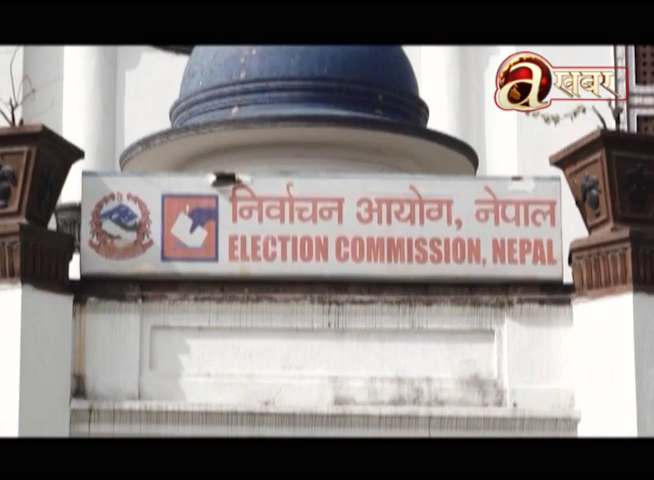 a खबर
निर्वाचन आयोग, नेपाल
ELECTION COMMISSION, NEPAL